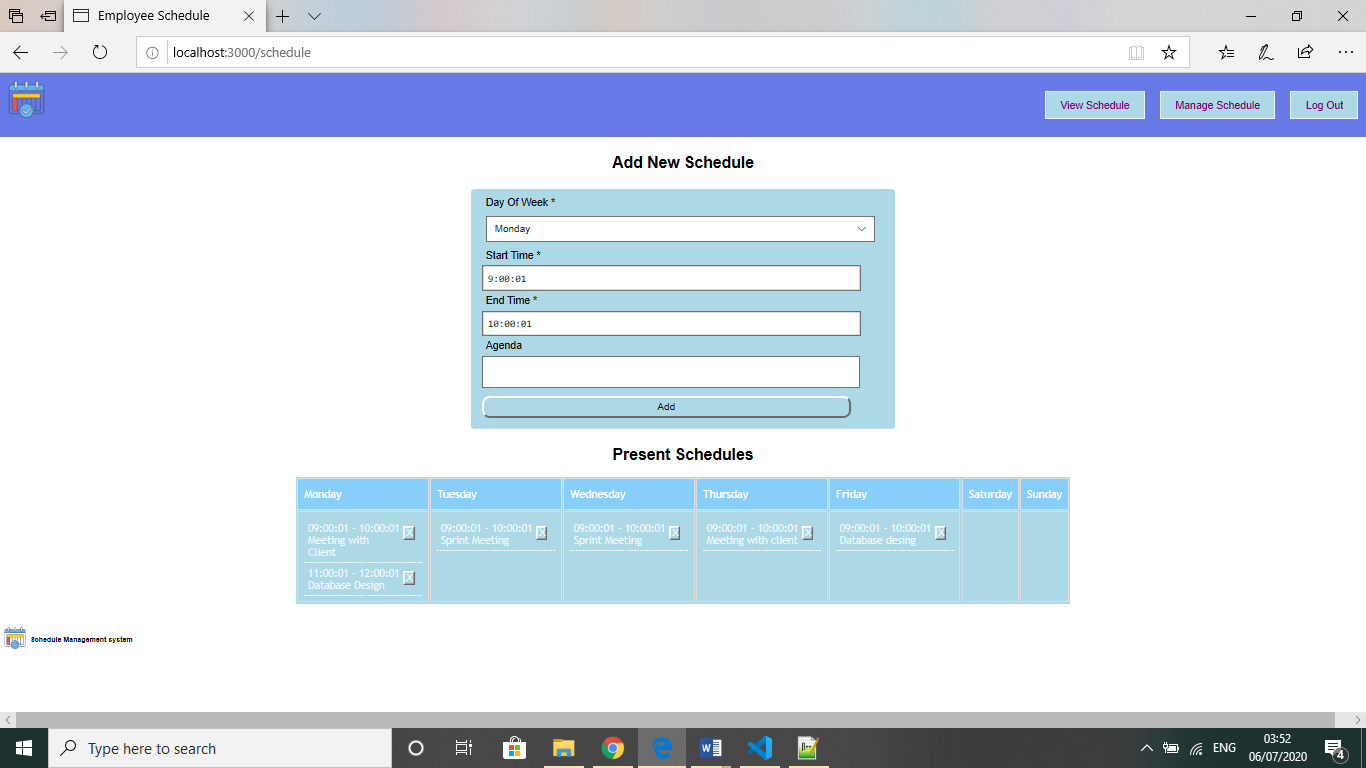 Employee Schedule
localhost:3000/schedule
View Schedule
Manage Schedule
Log Out
Add New Schedule
Day Of Week *
Monday
Start Time *
9:00:01
End Time *
10:00:01
Agenda
Add
Present Schedules
Monday Tuesday Wednesday Thursday Friday Saturday Sunday
09:00:01 - 10:00:01 X
Meeting with
Client
11:00:01 - 12:00:01 X
Database Design
09:00:01 - 10:00:01 X
Sprint Meeting
09:00:01 - 10:00:01 X
Sprint Meeting
09:00:01 - 10:00:01 X
Meeting with client
09:00:01 - 10:00:01 X
Database desing
Schedule Management system
Type here to search
ENG
03:52
06/07/2020
4